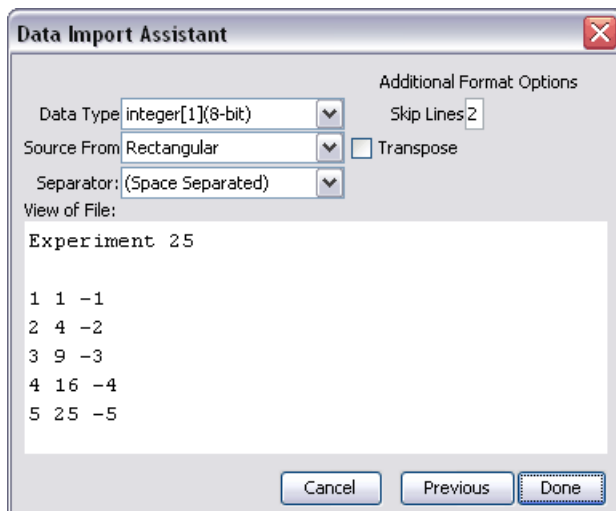 Data Import Assistant
Additional Format Options
Data Type integer[1](8-bit) Skip Lines 2
Source From Rectangular Transpose
Separator: (Space Separated)
View of File:
Experiment 25
1 1 -1
2 4 -2
3 9 -3
4 16 -4
5 25 -5
Cancel Previous Done